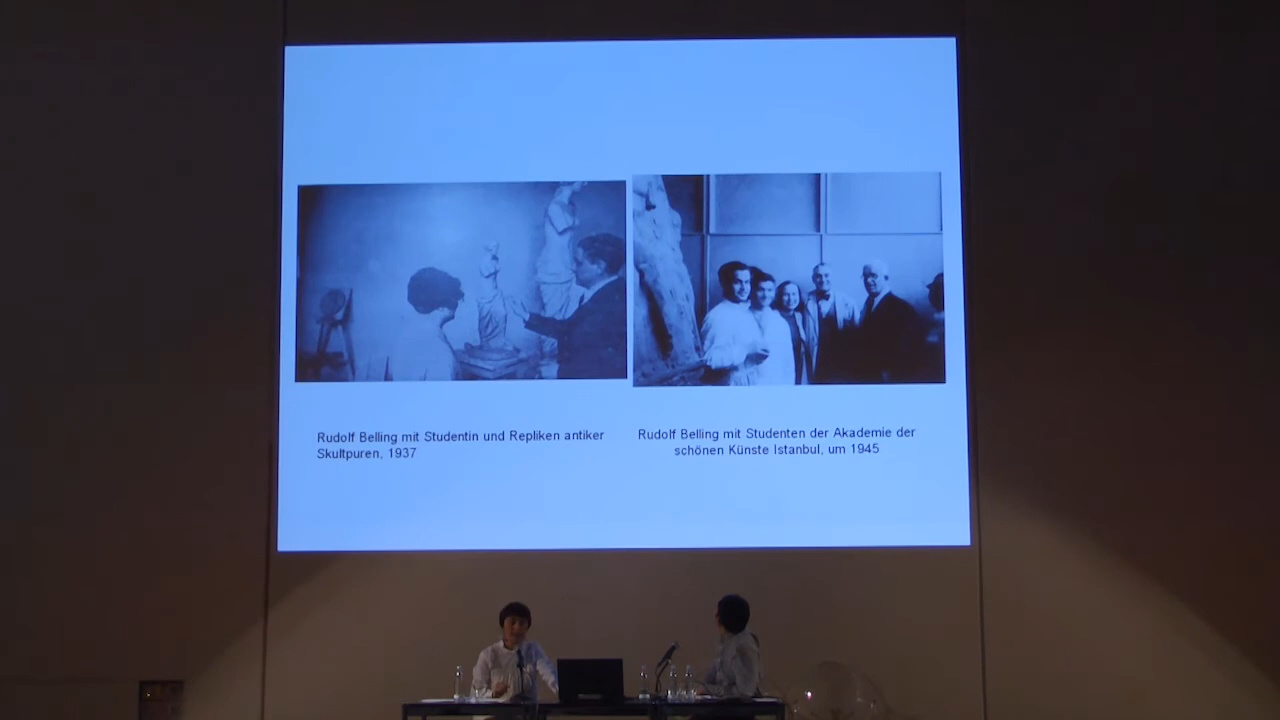 Rudolf Belling mit Studentin und Repliken antiker
Skultpuren, 1937
Rudolf Belling mit Studenten der Akademie der
schönen Künste Istanbul, um 1945